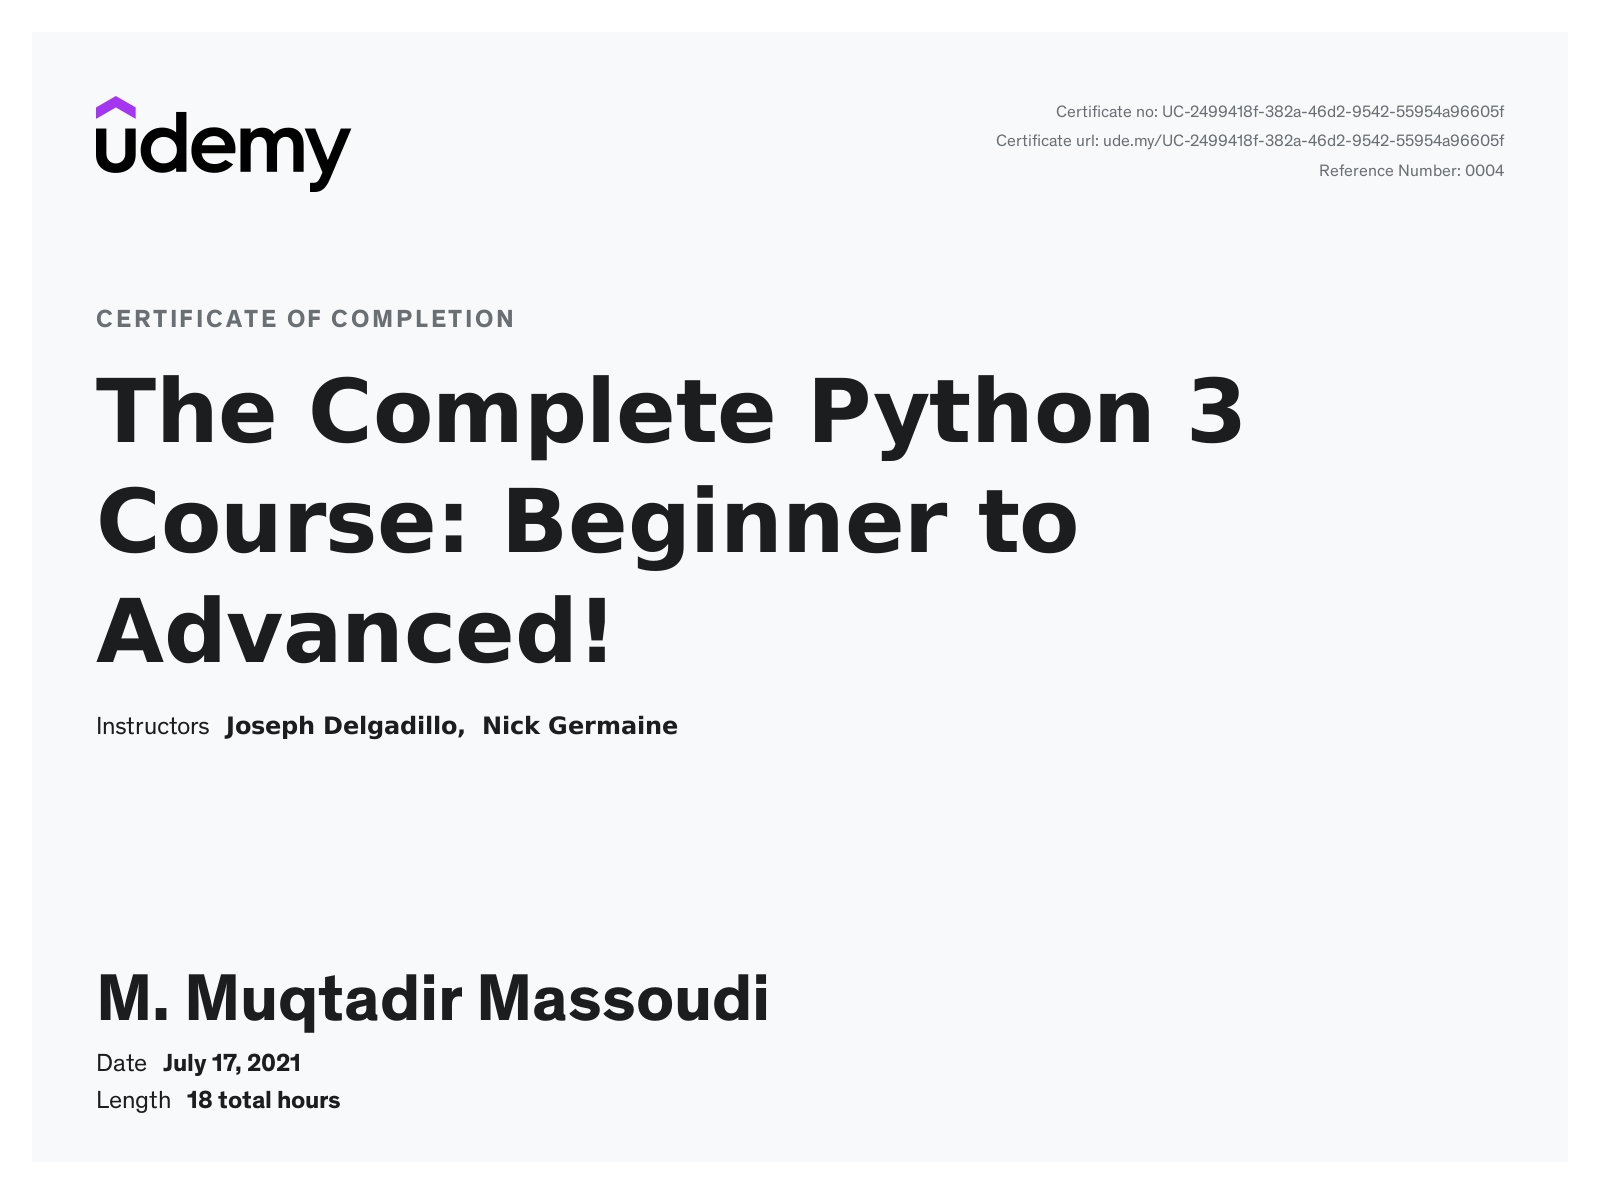 udemy
Certificate no: UC-2499418f-382a-46d2-9542-55954a96605f
Certificate url: ude.my/UC-2499418f-382a-46d2-9542-55954a96605f
Reference Number: 0004
CERTIFICATE OF COMPLETION
The Complete Python 3
Course: Beginner to
Advanced!
Instructors Joseph Delgadillo, Nick Germaine
M. Muqtadir Massoudi
Date July 17, 2021
Length 18 total hours